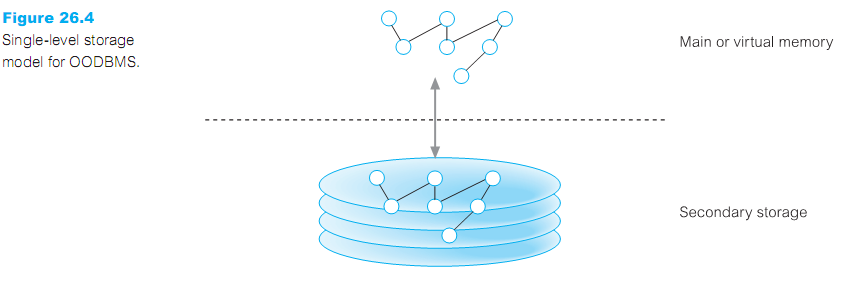 Figure 26.4
Single-level storage
model for OODBMS.
Main or virtual memory
Secondary storage